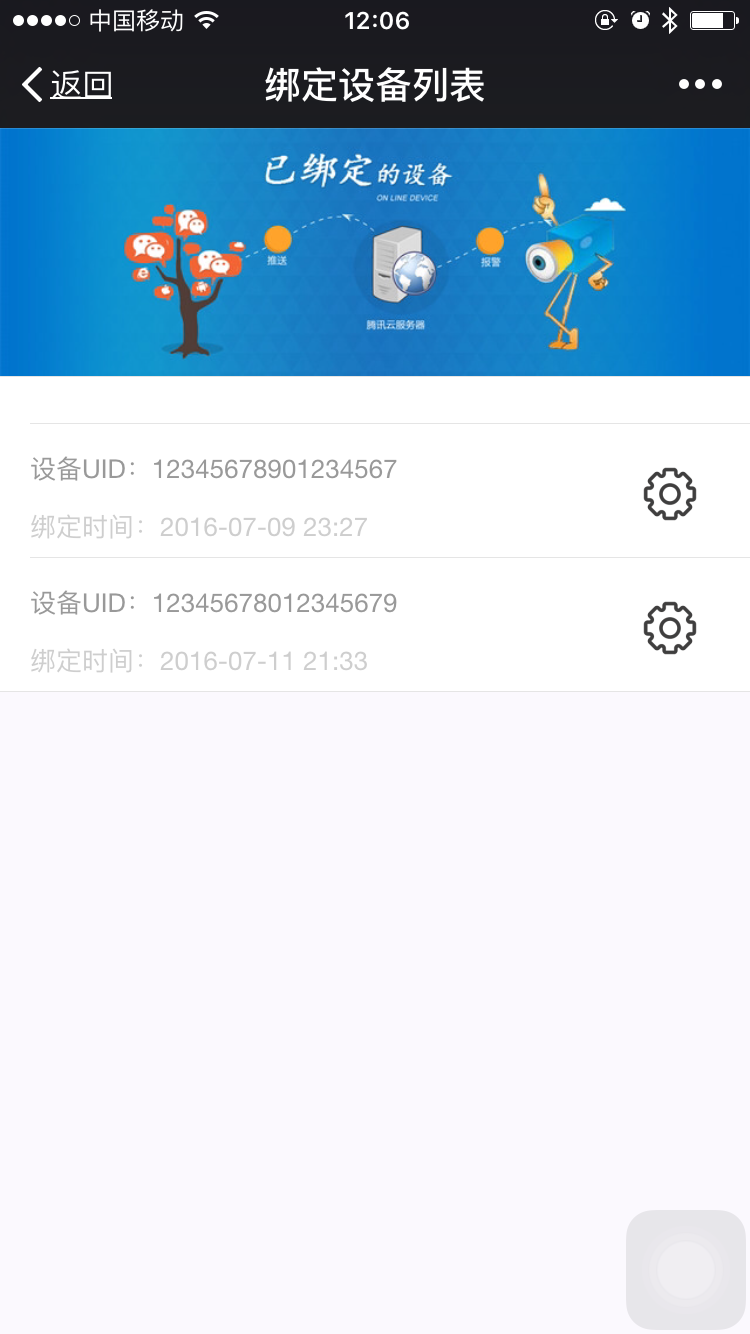 中国移动
12:06
返回
绑定设备列表
已绑定的设备
ON LINE DEVICE
推送
报警
腾讯云服务器
设备UID：12345678901234567
绑定时间：2016-07-09 23:27
设备UID：12345678012345679
绑定时间：2016-07-11 21:33